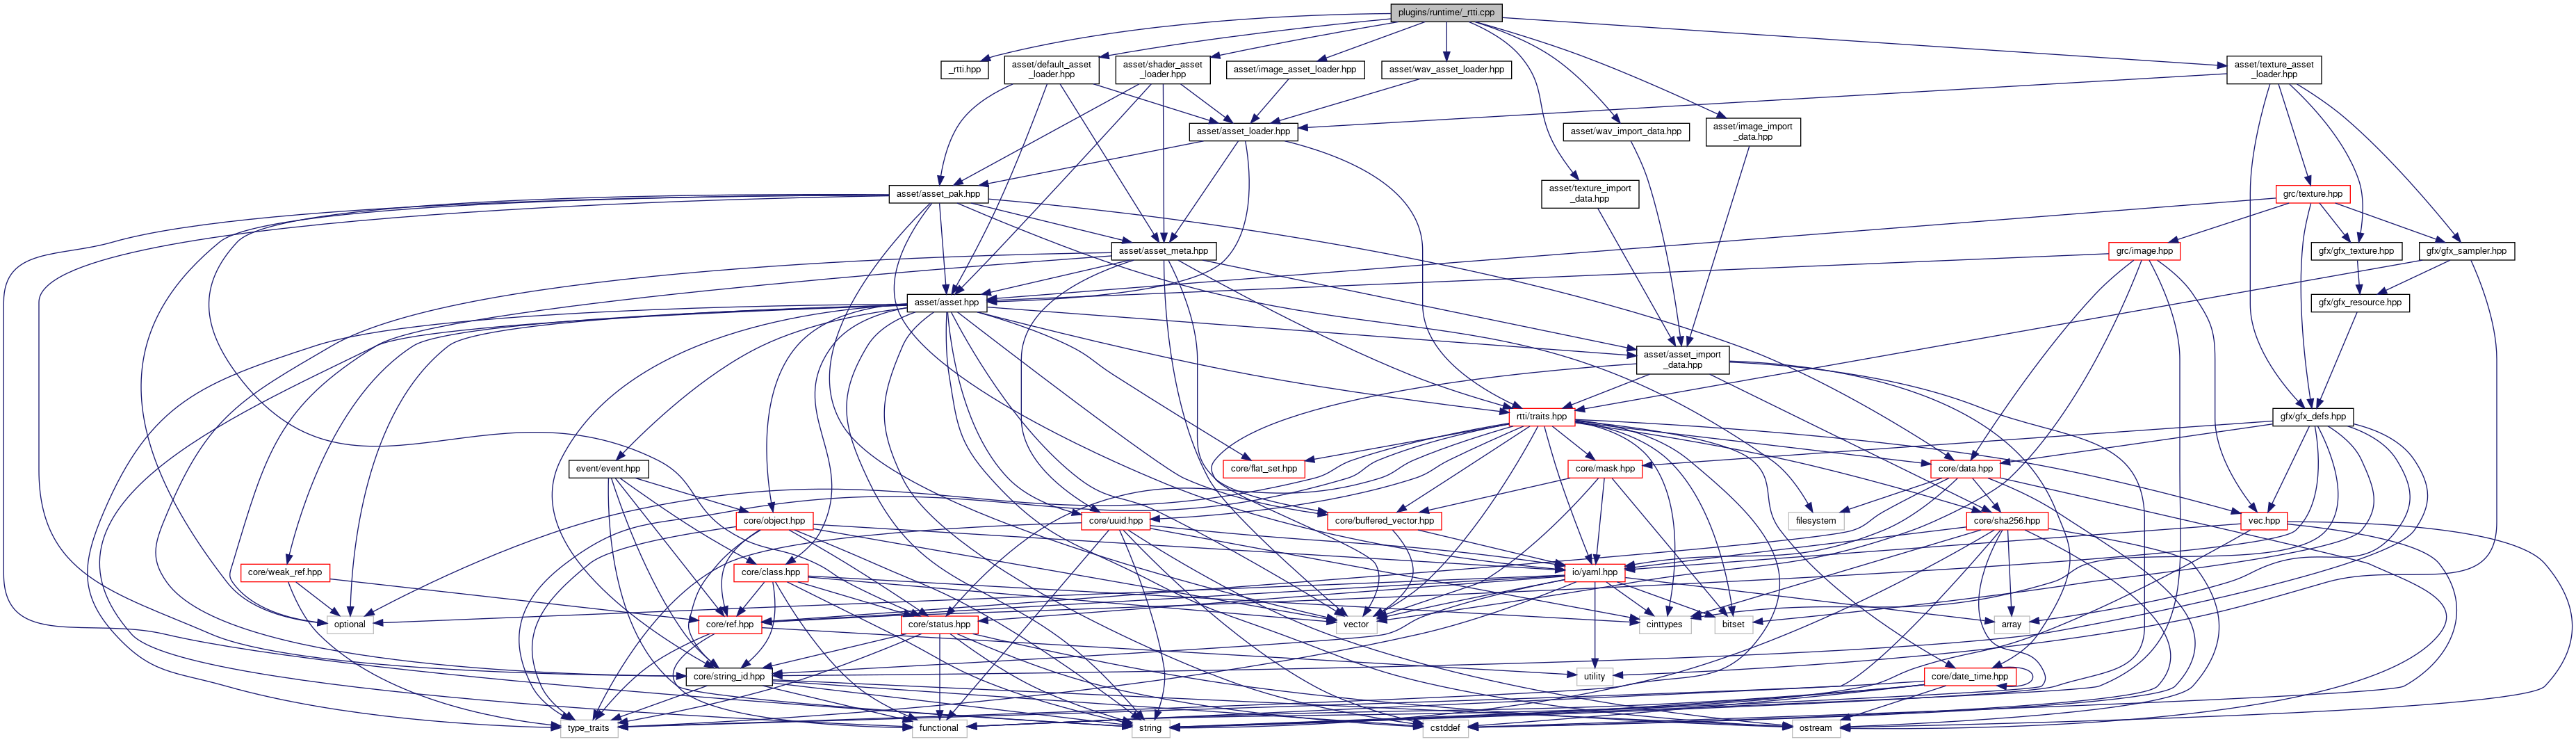 plugins/runtime/_rtti.cpp
_rtti.hpp
asset/default_asset
_loader.hpp
asset/shader_asset
_loader.hpp
asset/image_asset_loader.hpp
asset/wav_asset_loader.hpp
asset/texture_asset
_loader.hpp
asset/asset_loader.hpp
asset/wav_import_data.hpp
asset/image_import
_data.hpp
asset/asset_pak.hpp
asset/texture_import
_data.hpp
grc/texture.hpp
asset/asset_meta.hpp
grc/image.hpp
gfx/gfx_texture.hpp
gfx/gfx_sampler.hpp
asset/asset.hpp
gfx/gfx_resource.hpp
asset/asset_import
_data.hpp
rtti/traits.hpp
gfx/gfx_defs.hpp
event/event.hpp
core/flat_set.hpp
core/mask.hpp
core/data.hpp
core/object.hpp
core/uuid.hpp
core/buffered_vector.hpp
filesystem
core/sha256.hpp
vec.hpp
core/weak_ref.hpp
core/class.hpp
io/yaml.hpp
optional
core/ref.hpp
core/status.hpp
vector
cinttypes
bitset
array
core/string_id.hpp
utility
core/date_time.hpp
type_traits
functional
string
cstddef
ostream